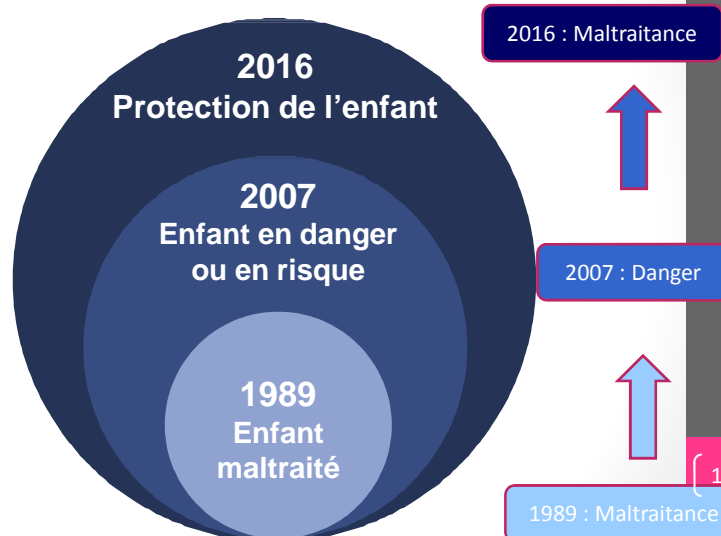 2016
Protection de l’enfant
2007
Enfant en danger
ou en risque
1989
Enfant
maltraité
2016 : Maltraitance
2007 : Danger
1989 : Maltraitance